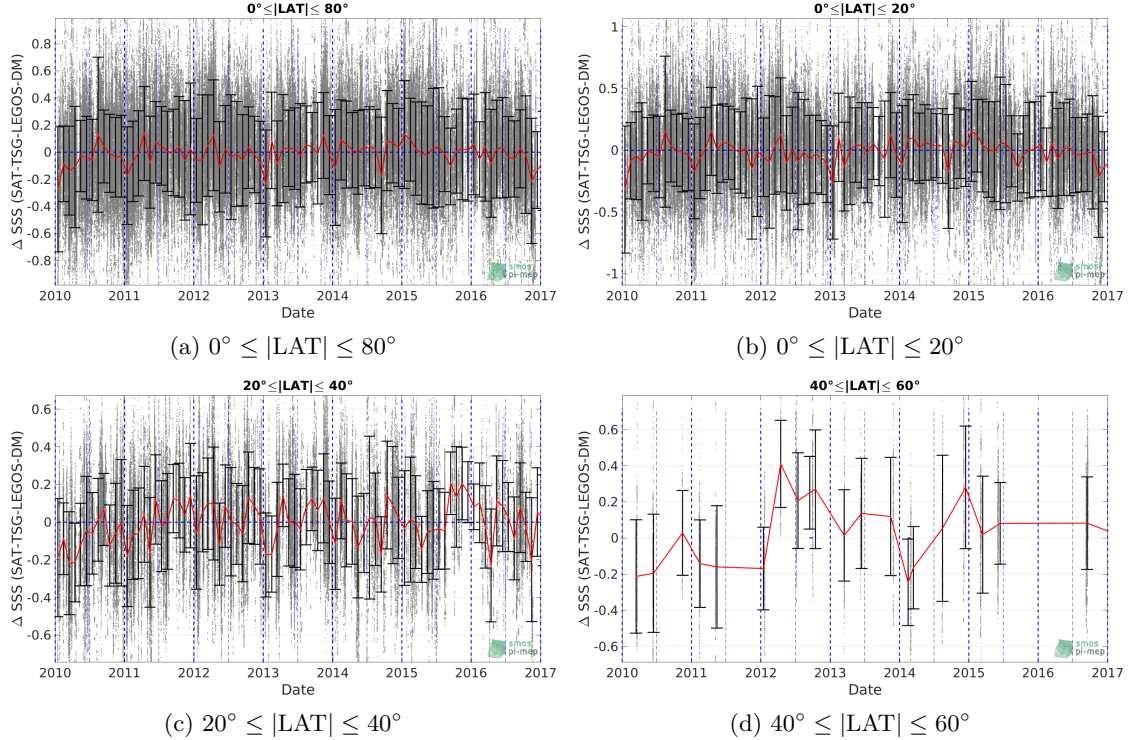 0°≤|LAT|≤ 80°
Δ SSS (SAT-TSG-LEGOS-DM)
0.8
0.6
0.4
0.2
0
-0.2
-0.4
-0.6
-0.8
smos
pi-mep
2010 2011 2012 2013 2014 2015 2016 2017
Date
(a) 0° ≤ |LAT| ≤ 80°
0°≤|LAT|≤ 20°
Δ SSS (SAT-TSG-LEGOS-DM)
1
0.5
0
-0.5
-1
smos
pi-mep
2010 2011 2012 2013 2014 2015 2016 2017
Date
(b) 0° ≤ |LAT| ≤ 20°
20°≤|LAT|≤ 40°
Δ SSS (SAT-TSG-LEGOS-DM)
0.6
0.4
0.2
0
-0.2
-0.4
-0.6
smos
pi-mep
2010 2011 2012 2013 2014 2015 2016 2017
Date
(c) 20° ≤ |LAT| ≤ 40°
40°≤|LAT|≤ 60°
Δ SSS (SAT-TSG-LEGOS-DM)
0.6
0.4
0.2
0
-0.2
-0.4
-0.6
smos
pi-mep
2010 2011 2012 2013 2014 2015 2016 2017
Date
(d) 40° ≤ |LAT| ≤ 60°